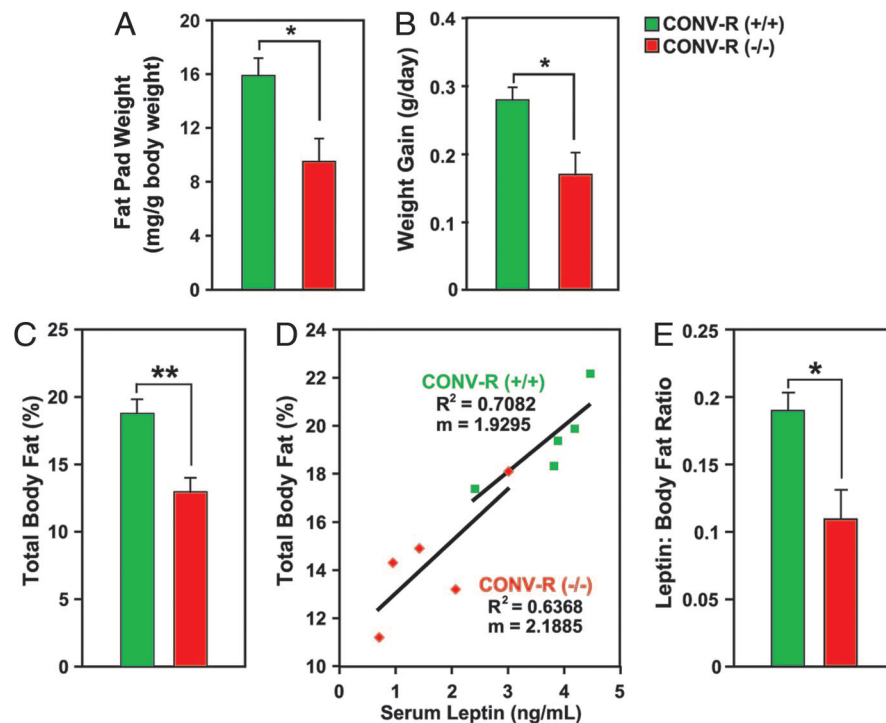 A
Fat Pad Weight
(mg/g body weight)
20
16
12
8
4
0
*
B
Weight Gain (g/day)
0.4
0.3
0.2
0.1
0
*
CONV-R (+/+)
CONV-R (-/-)
C
Total Body Fat (%)
25
20
15
10
5
0
**
D
Total Body Fat (%)
24
22
20
18
16
14
12
10
CONV-R (+/+)
R² = 0.7082
m = 1.9295
CONV-R (-/-)
R² = 0.6368
m = 2.1885
0 1 2 3 4 5
Serum Leptin (ng/mL)
E
Leptin: Body Fat Ratio
0.25
0.2
0.15
0.1
0.05
0
*